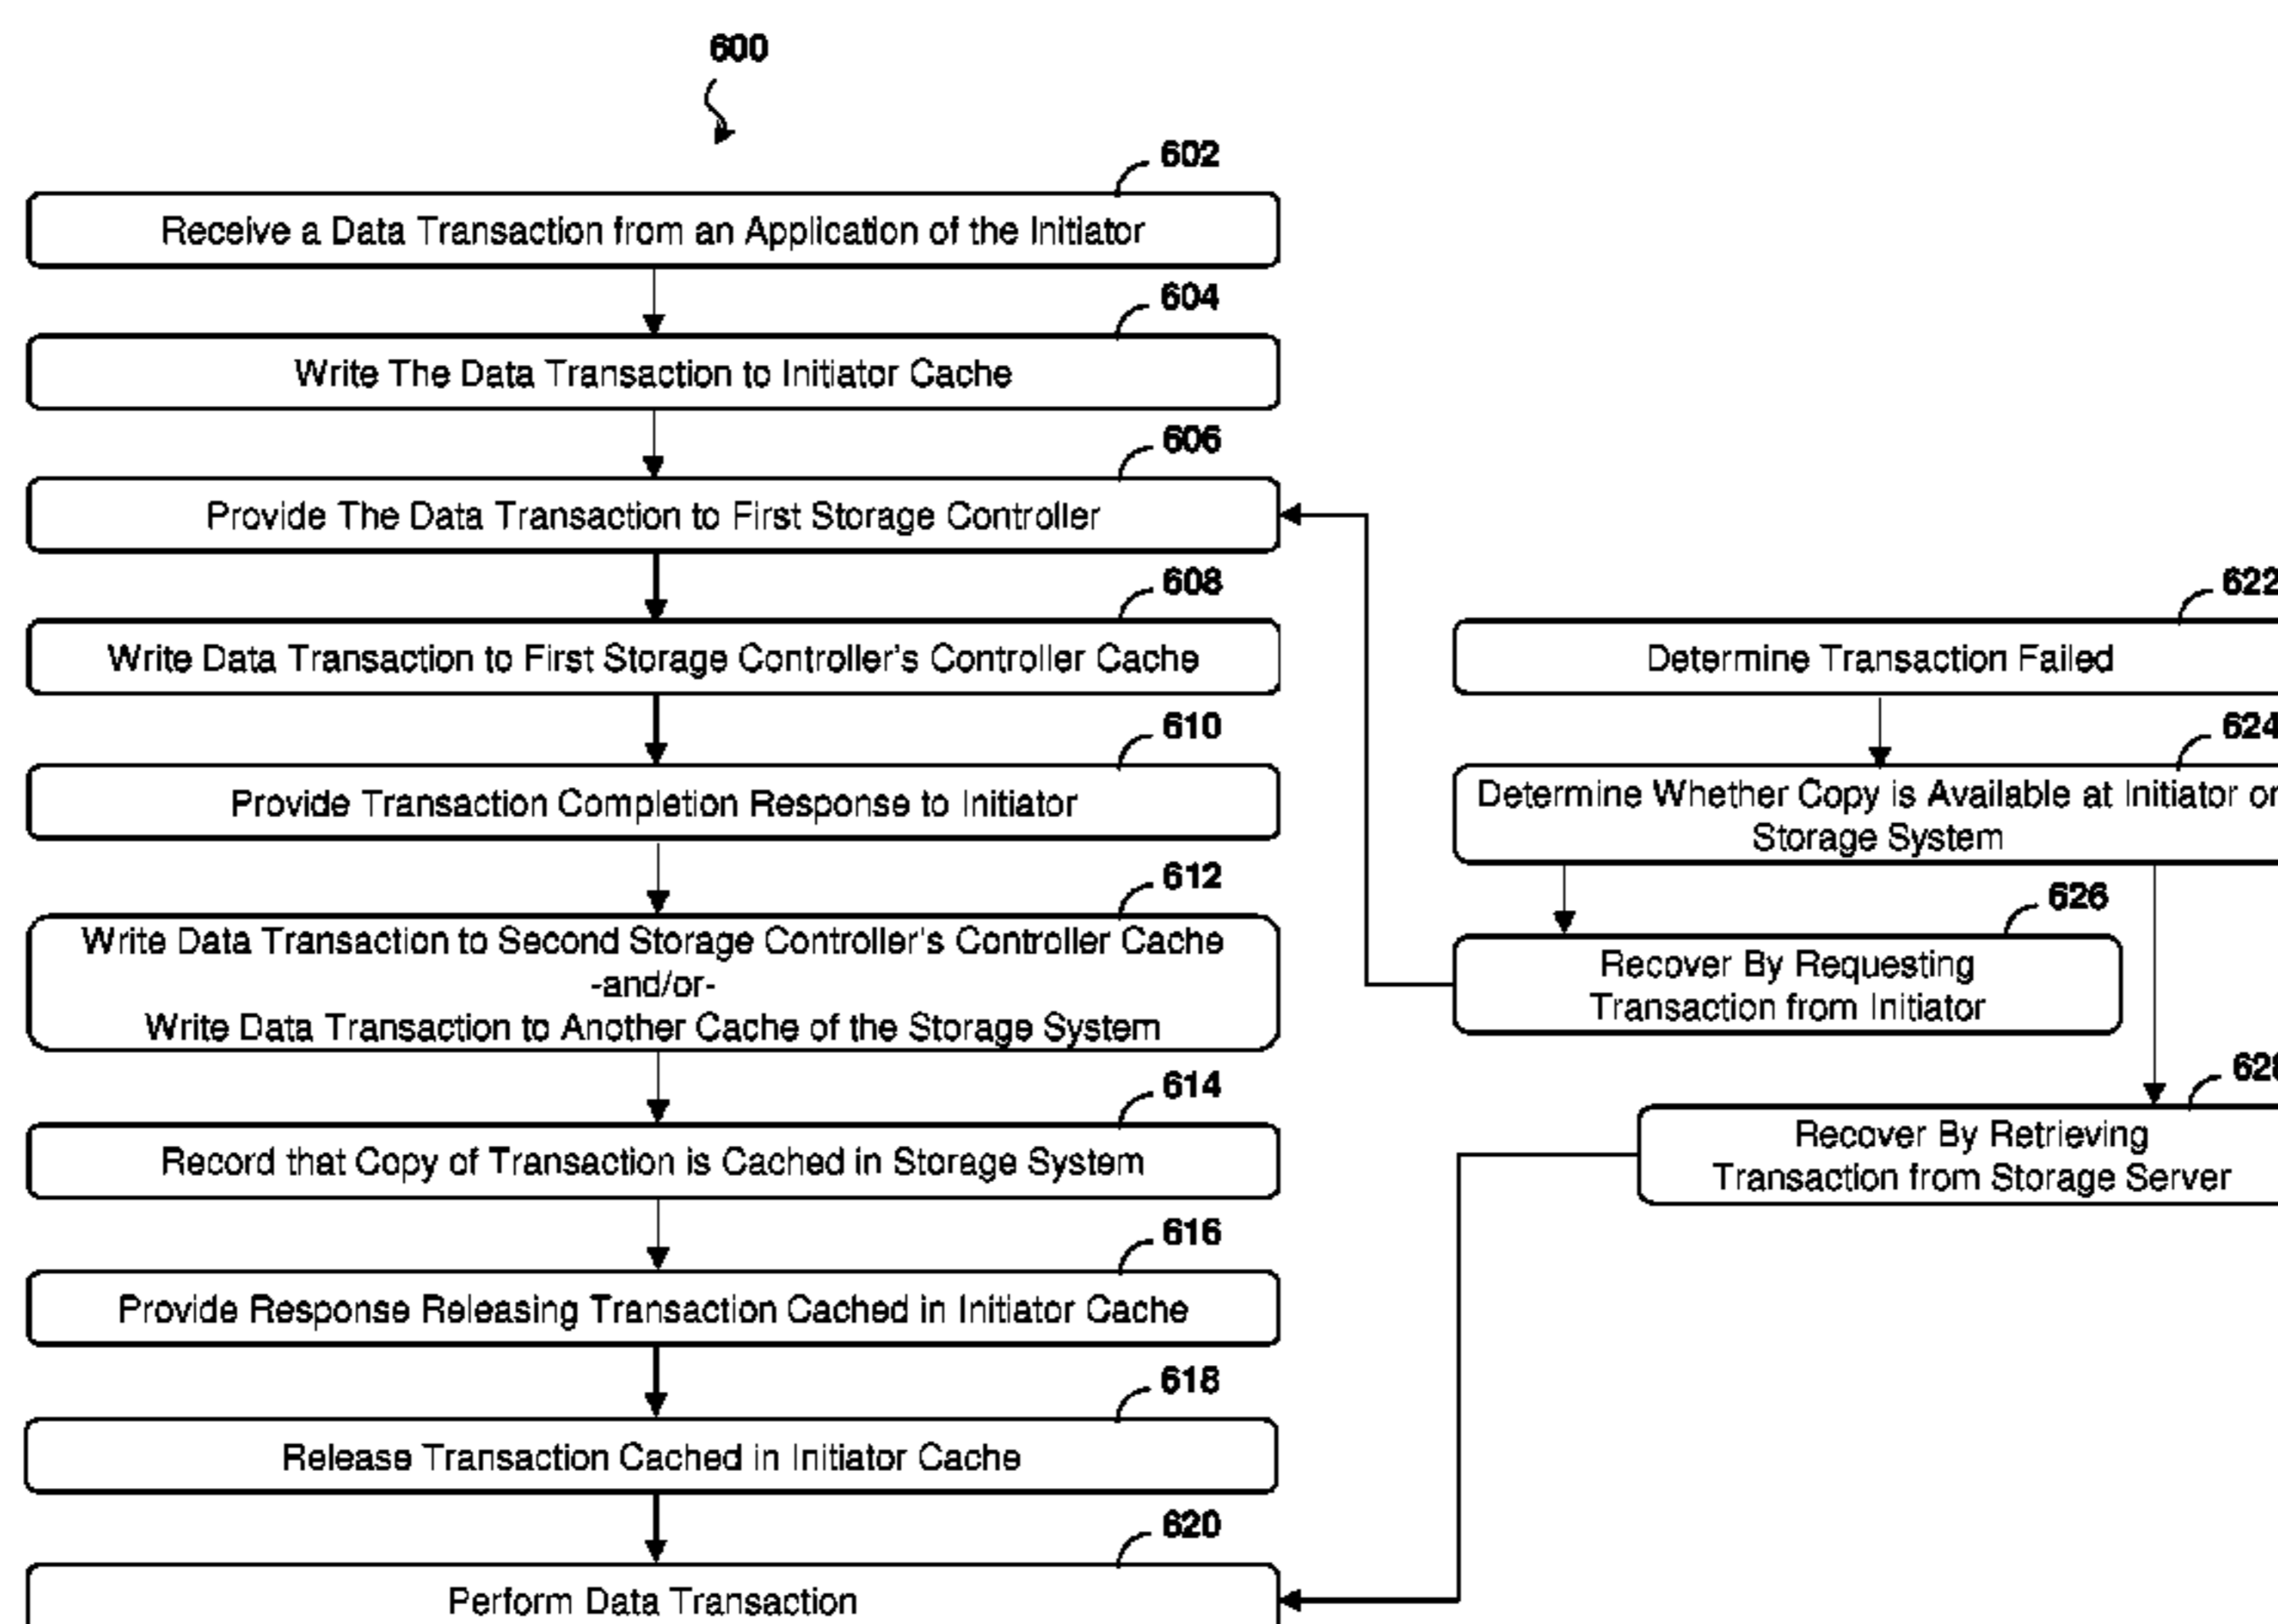 600
602
Receive a Data Transaction from an Application of the Initiator
604
Write The Data Transaction to Initiator Cache
606
Provide The Data Transaction to First Storage Controller
608
Write Data Transaction to First Storage Controller's Controller Cache
610
Provide Transaction Completion Response to Initiator
612
Write Data Transaction to Second Storage Controller's Controller Cache
-and/or-
Write Data Transaction to Another Cache of the Storage System
614
Record that Copy of Transaction is Cached in Storage System
616
Provide Response Releasing Transaction Cached in Initiator Cache
618
Release Transaction Cached in Initiator Cache
620
Perform Data Transaction
622
Determine Transaction Failed
624
Determine Whether Copy is Available at Initiator or
Storage System
626
Recover By Requesting
Transaction from Initiator
628
Recover By Retrieving
Transaction from Storage Server